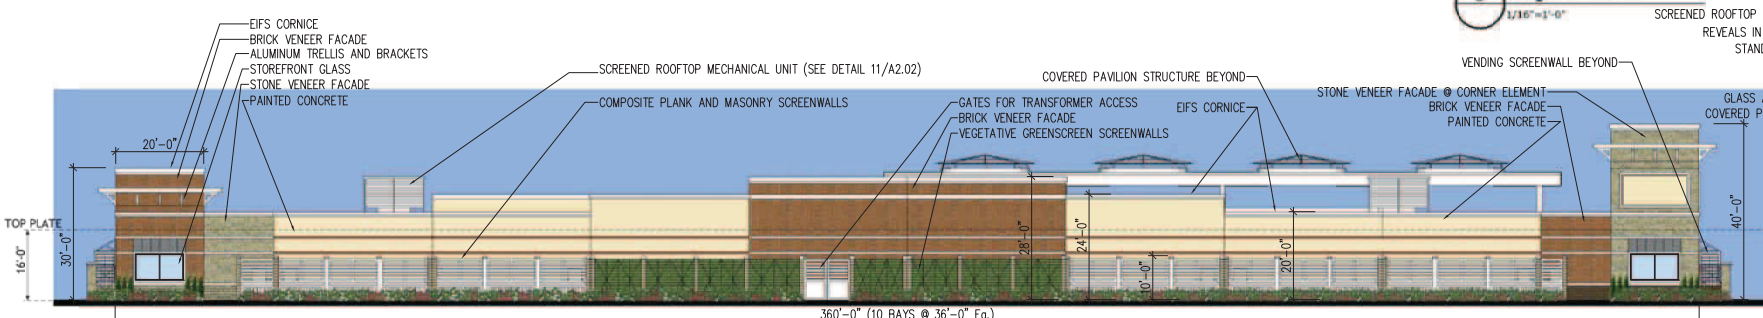 1/16"=1'-0"
SCREENED ROOFTOP
REVEALS IN
STAND
EIFS CORNICE
BRICK VENEER FACADE
ALUMINUM TRELLIS AND BRACKETS
STOREFRONT GLASS
STONE VENEER FACADE
PAINTED CONCRETE
SCREENED ROOFTOP MECHANICAL UNIT (SEE DETAIL 11/A2.02)
COMPOSITE PLANK AND MASONRY SCREENWALLS
COVERED PAVILION STRUCTURE BEYOND
GATES FOR TRANSFORMER ACCESS
BRICK VENEER FACADE
VEGETATIVE GREENSCREEN SCREENWALLS
EIFS CORNICE
VENDING SCREENWALL BEYOND
STONE VENEER FACADE @ CORNER ELEMENT
BRICK VENEER FACADE
PAINTED CONCRETE
GLASS
COVERED P
20'-0"
TOP PLATE
16'-0"
30'-0"
28'-0"
24'-0"
10'-0"
20'-0"
40'-0"
360'-0" (10 BAYS @ 36'-0" Ea.)